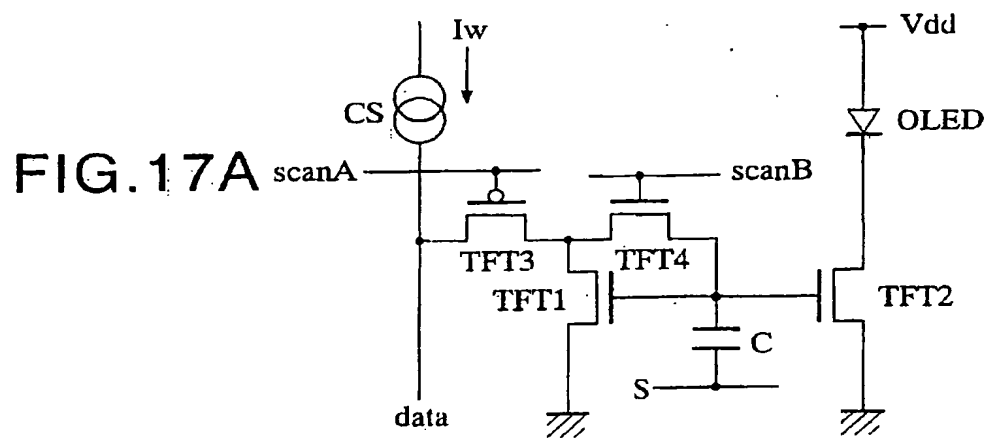 Iw
Vdd
CS
OLED
FIG.17A
scanA
scanB
TFT3
TFT4
TFT1
TFT2
C
S
data